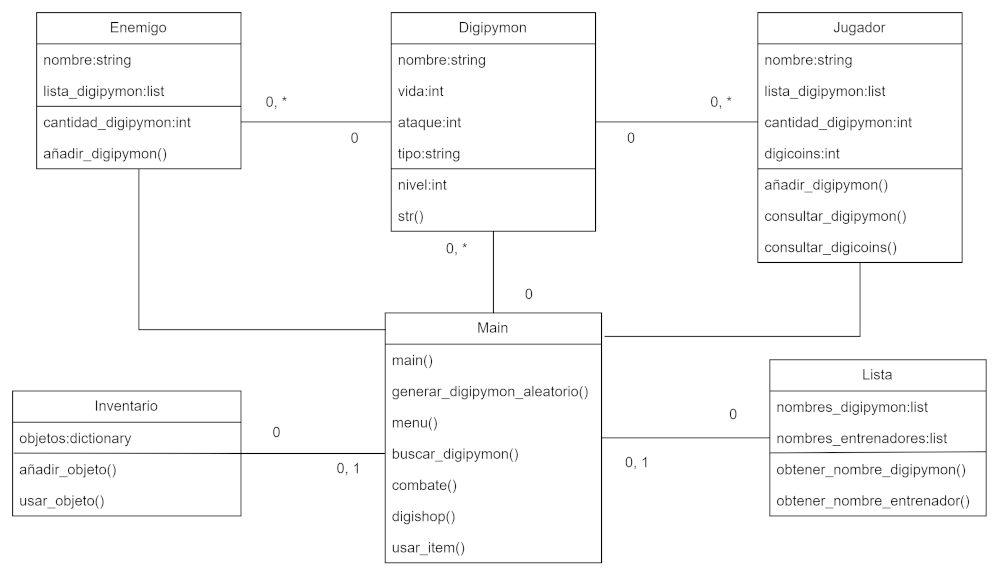 Enemigo
nombre:string
lista_digipymon:list
cantidad_digipymon:int
añadir_digipymon()
0, *
0
Digipymon
nombre:string
vida:int
ataque:int
tipo:string
nivel:int
str()
0, *
0
Jugador
nombre:string
lista_digipymon:list
cantidad_digipymon:int
digicoins:int
añadir_digipymon()
consultar_digipymon()
consultar_digicoins()
0, *
0
Main
main()
generar_digipymon_aleatorio()
menu()
buscar_digipymon()
combate()
digishop()
usar_item()
Inventario
objetos:dictionary
añadir_objeto()
usar_objeto()
0
0, 1
Lista
nombres_digipymon:list
nombres_entrenadores:list
obtener_nombre_digipymon()
obtener_nombre_entrenador()
0
0, 1